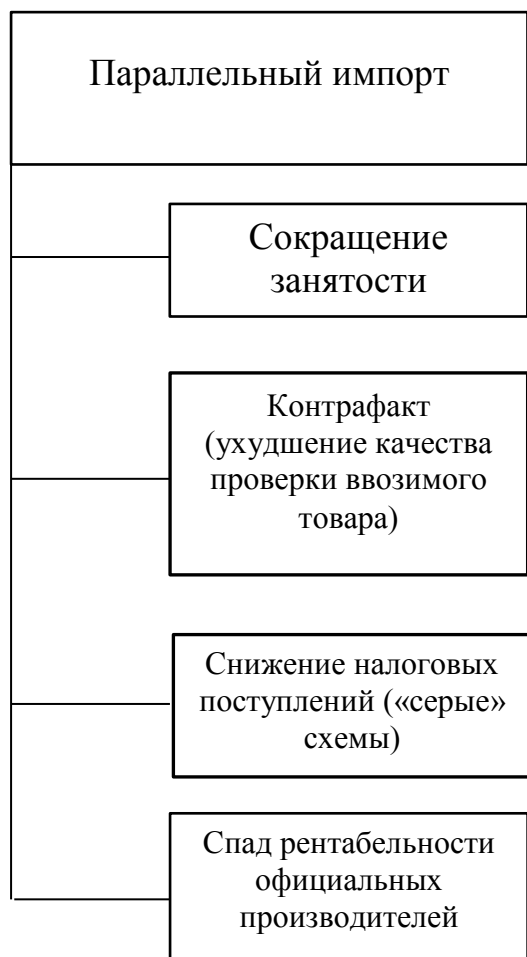 Параллельный импорт
Сокращение
занятости
Контрафакт
(ухудшение качества
проверки ввозимого
товара)
Снижение налоговых
поступлений («серые»
схемы)
Спад рентабельности
официальных
производителей